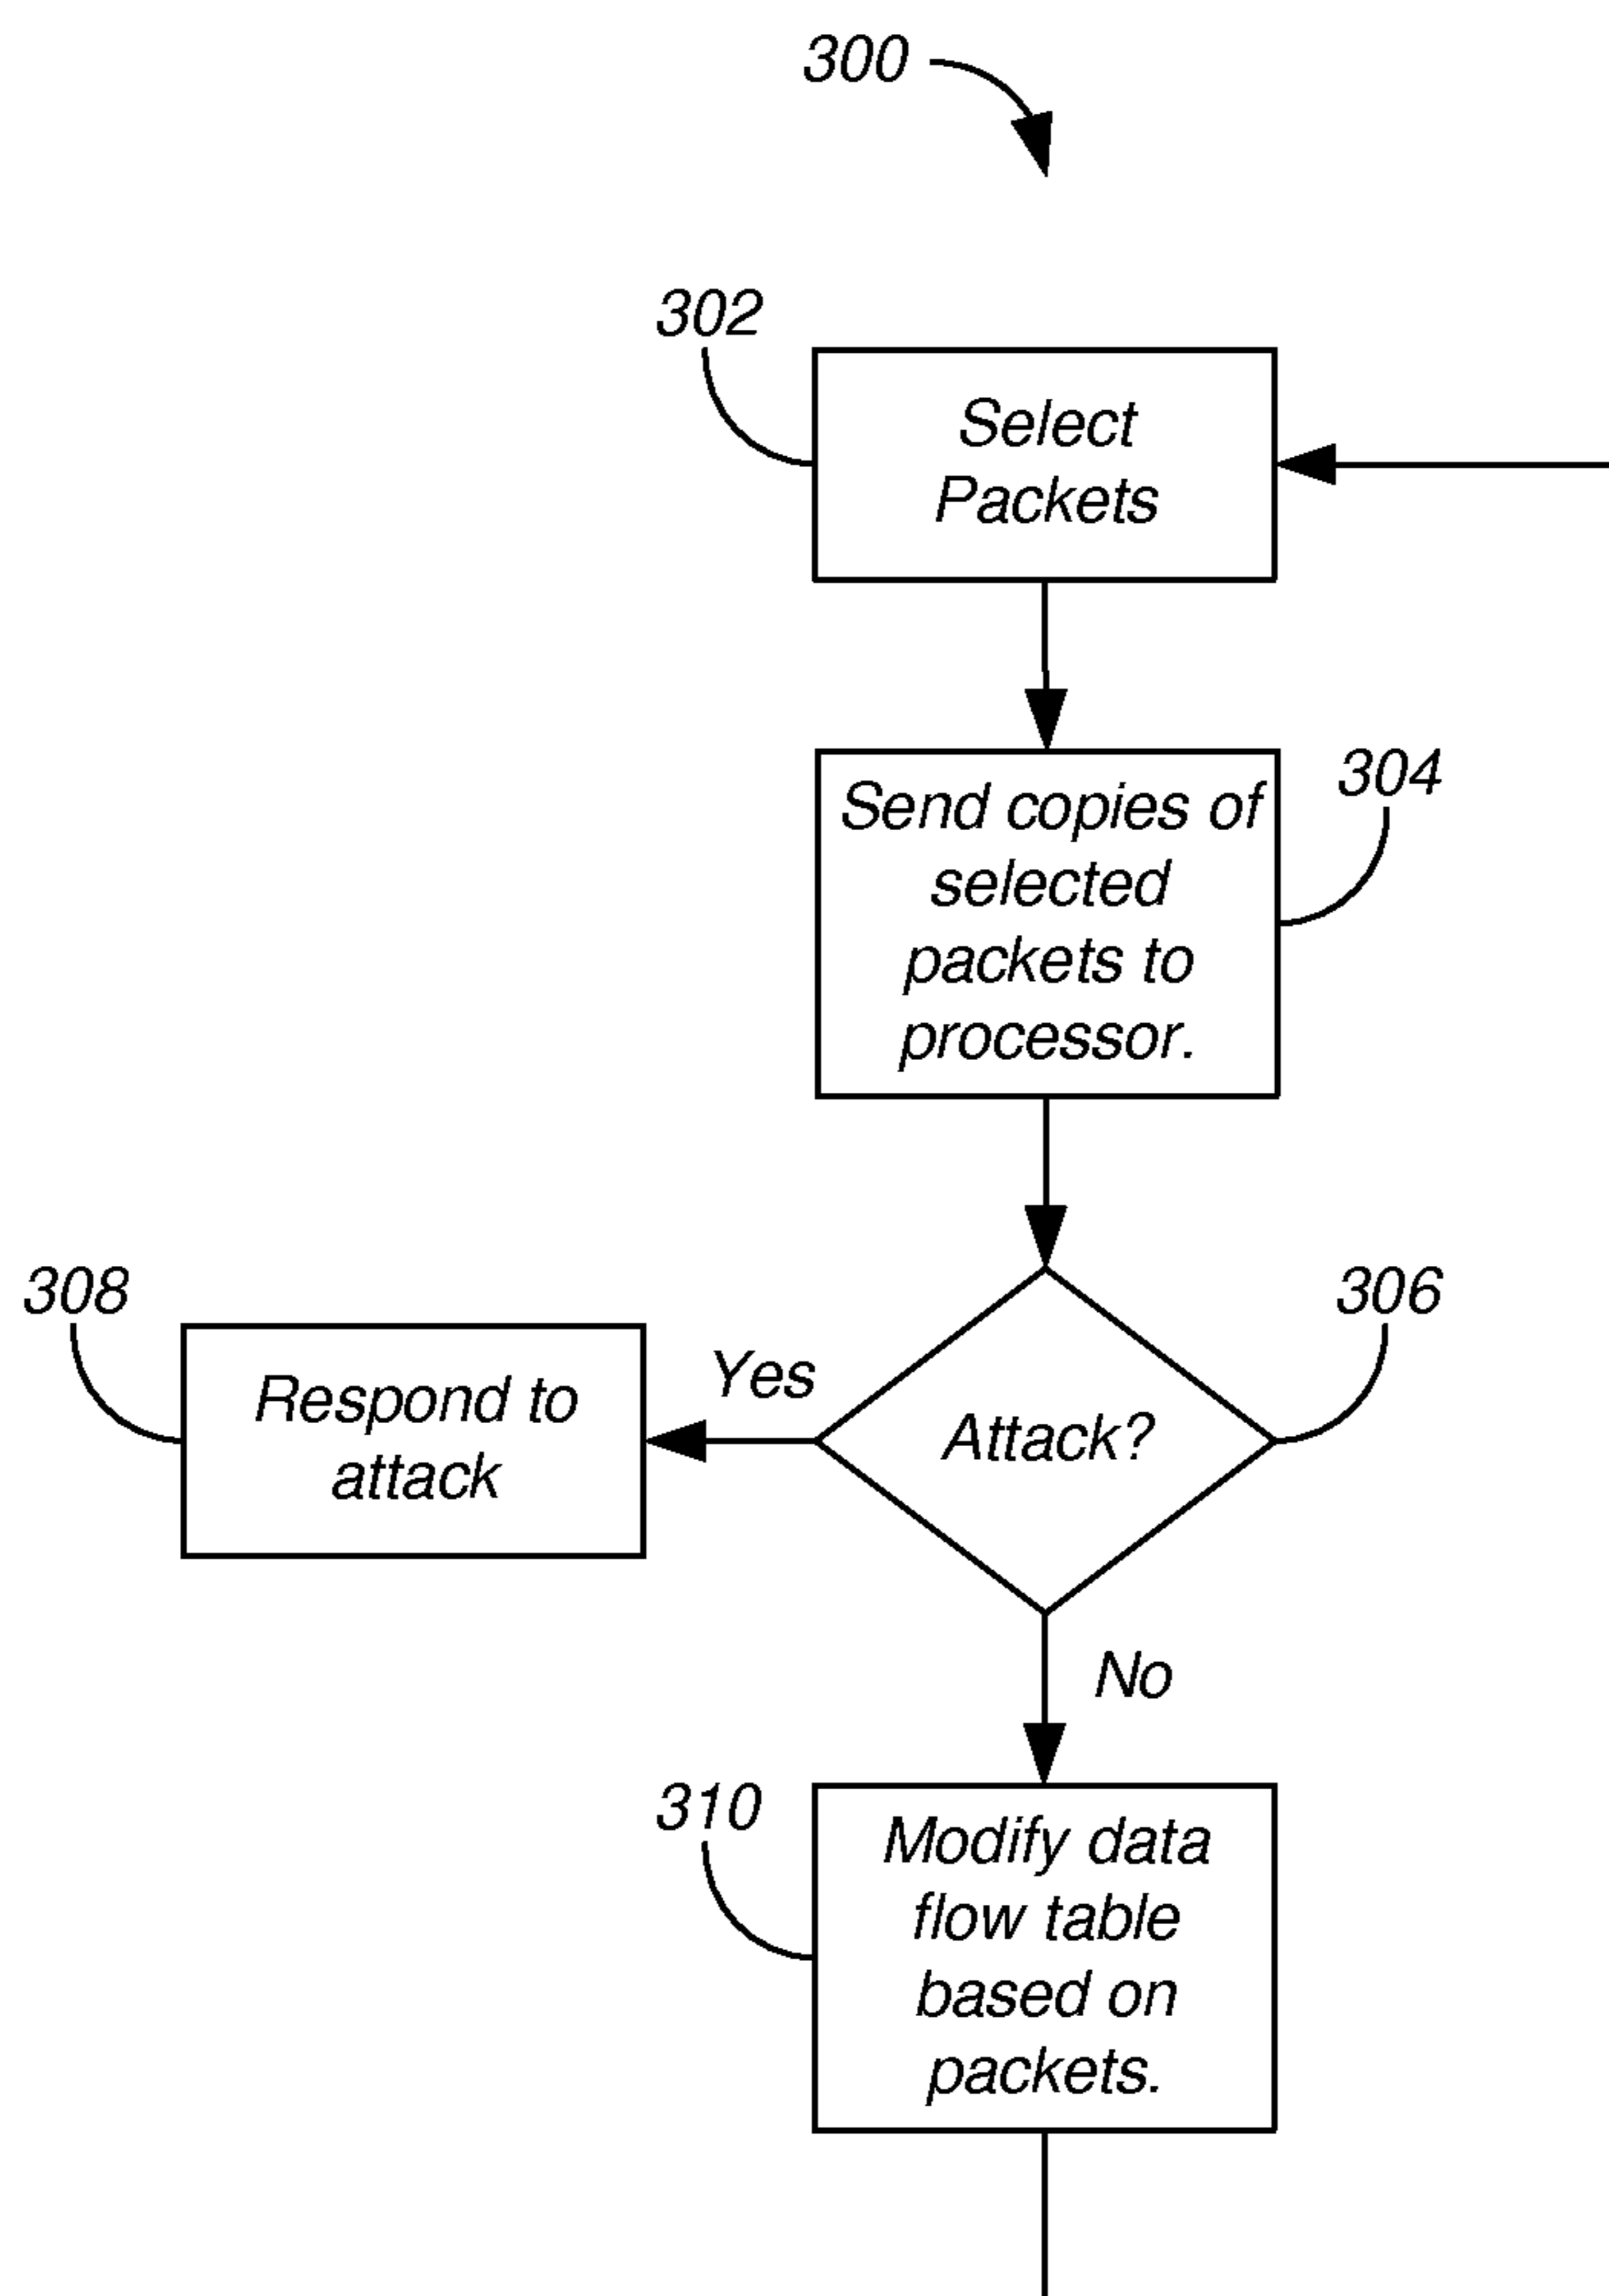 300
302
Select
Packets
304
Send copies of
selected
packets to
processor.
308
306
Respond to
attack
Yes
Attack?
No
310
Modify data
flow table
based on
packets.